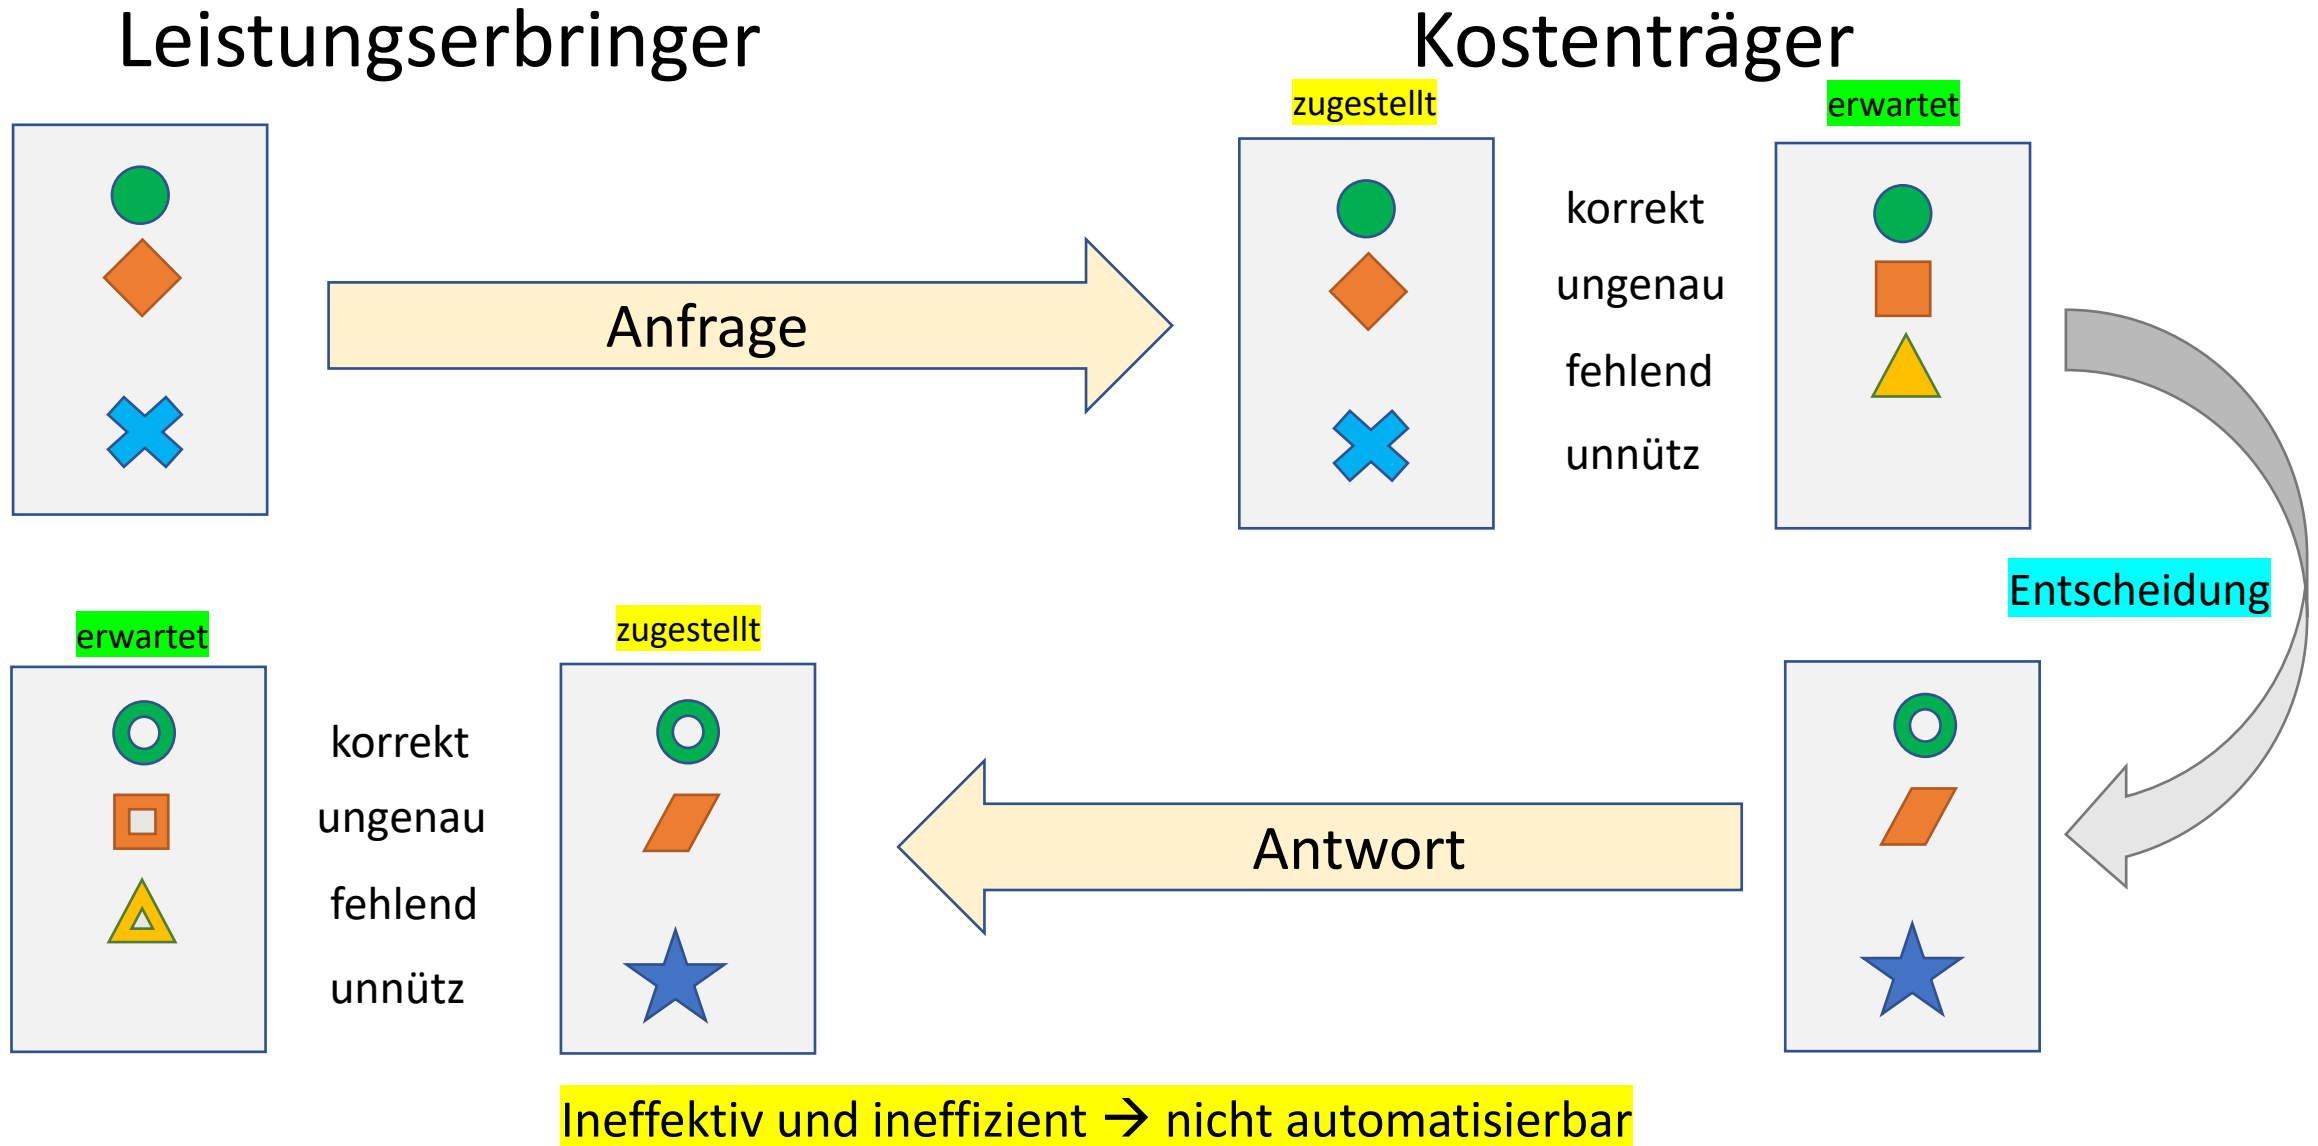 Leistungserbringer
Kostenträger
zugestellt
erwartet
korrekt
ungenau
fehlend
unnütz
Anfrage
Entscheidung
erwartet
zugestellt
korrekt
ungenau
fehlend
unnütz
Antwort
Ineffektiv und ineffizient → nicht automatisierbar